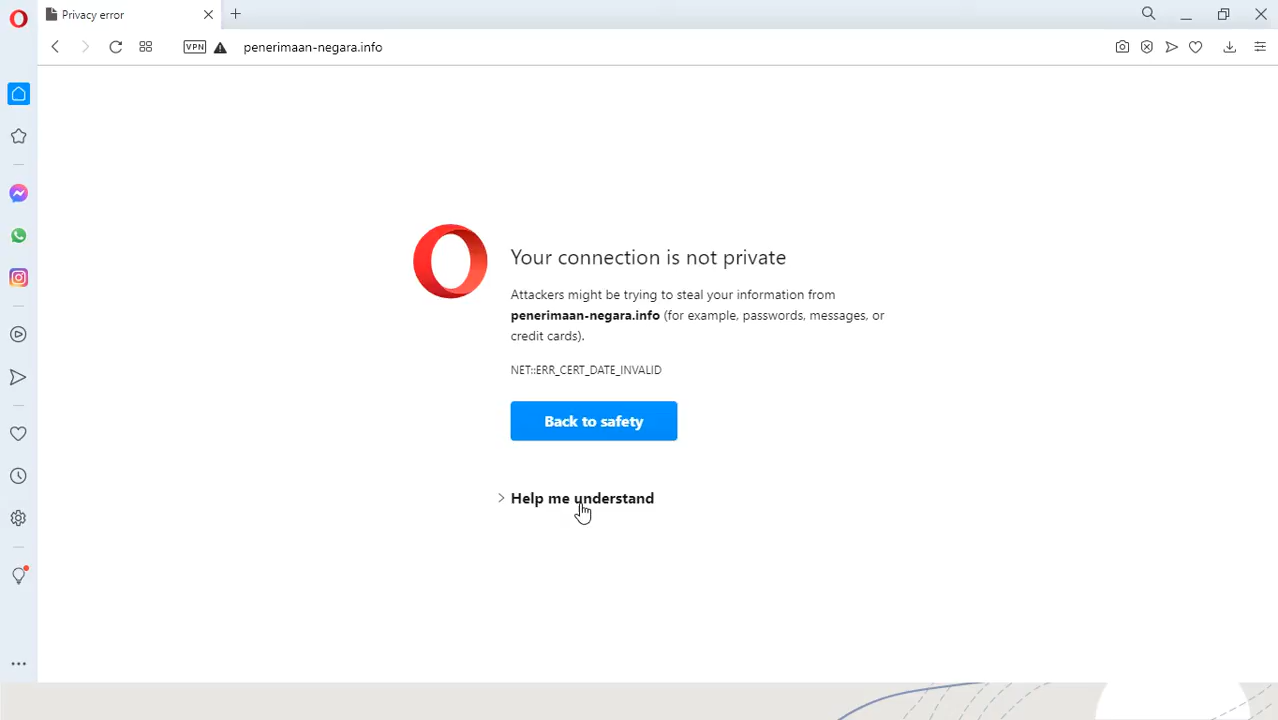 Privacy error
VPN
penerimaan-negara.info
Your connection is not private
Attackers might be trying to steal your information from
penerimaan-negara.info (for example, passwords, messages, or
credit cards).
NET::ERR_CERT_DATE_INVALID
Back to safety
Help me understand